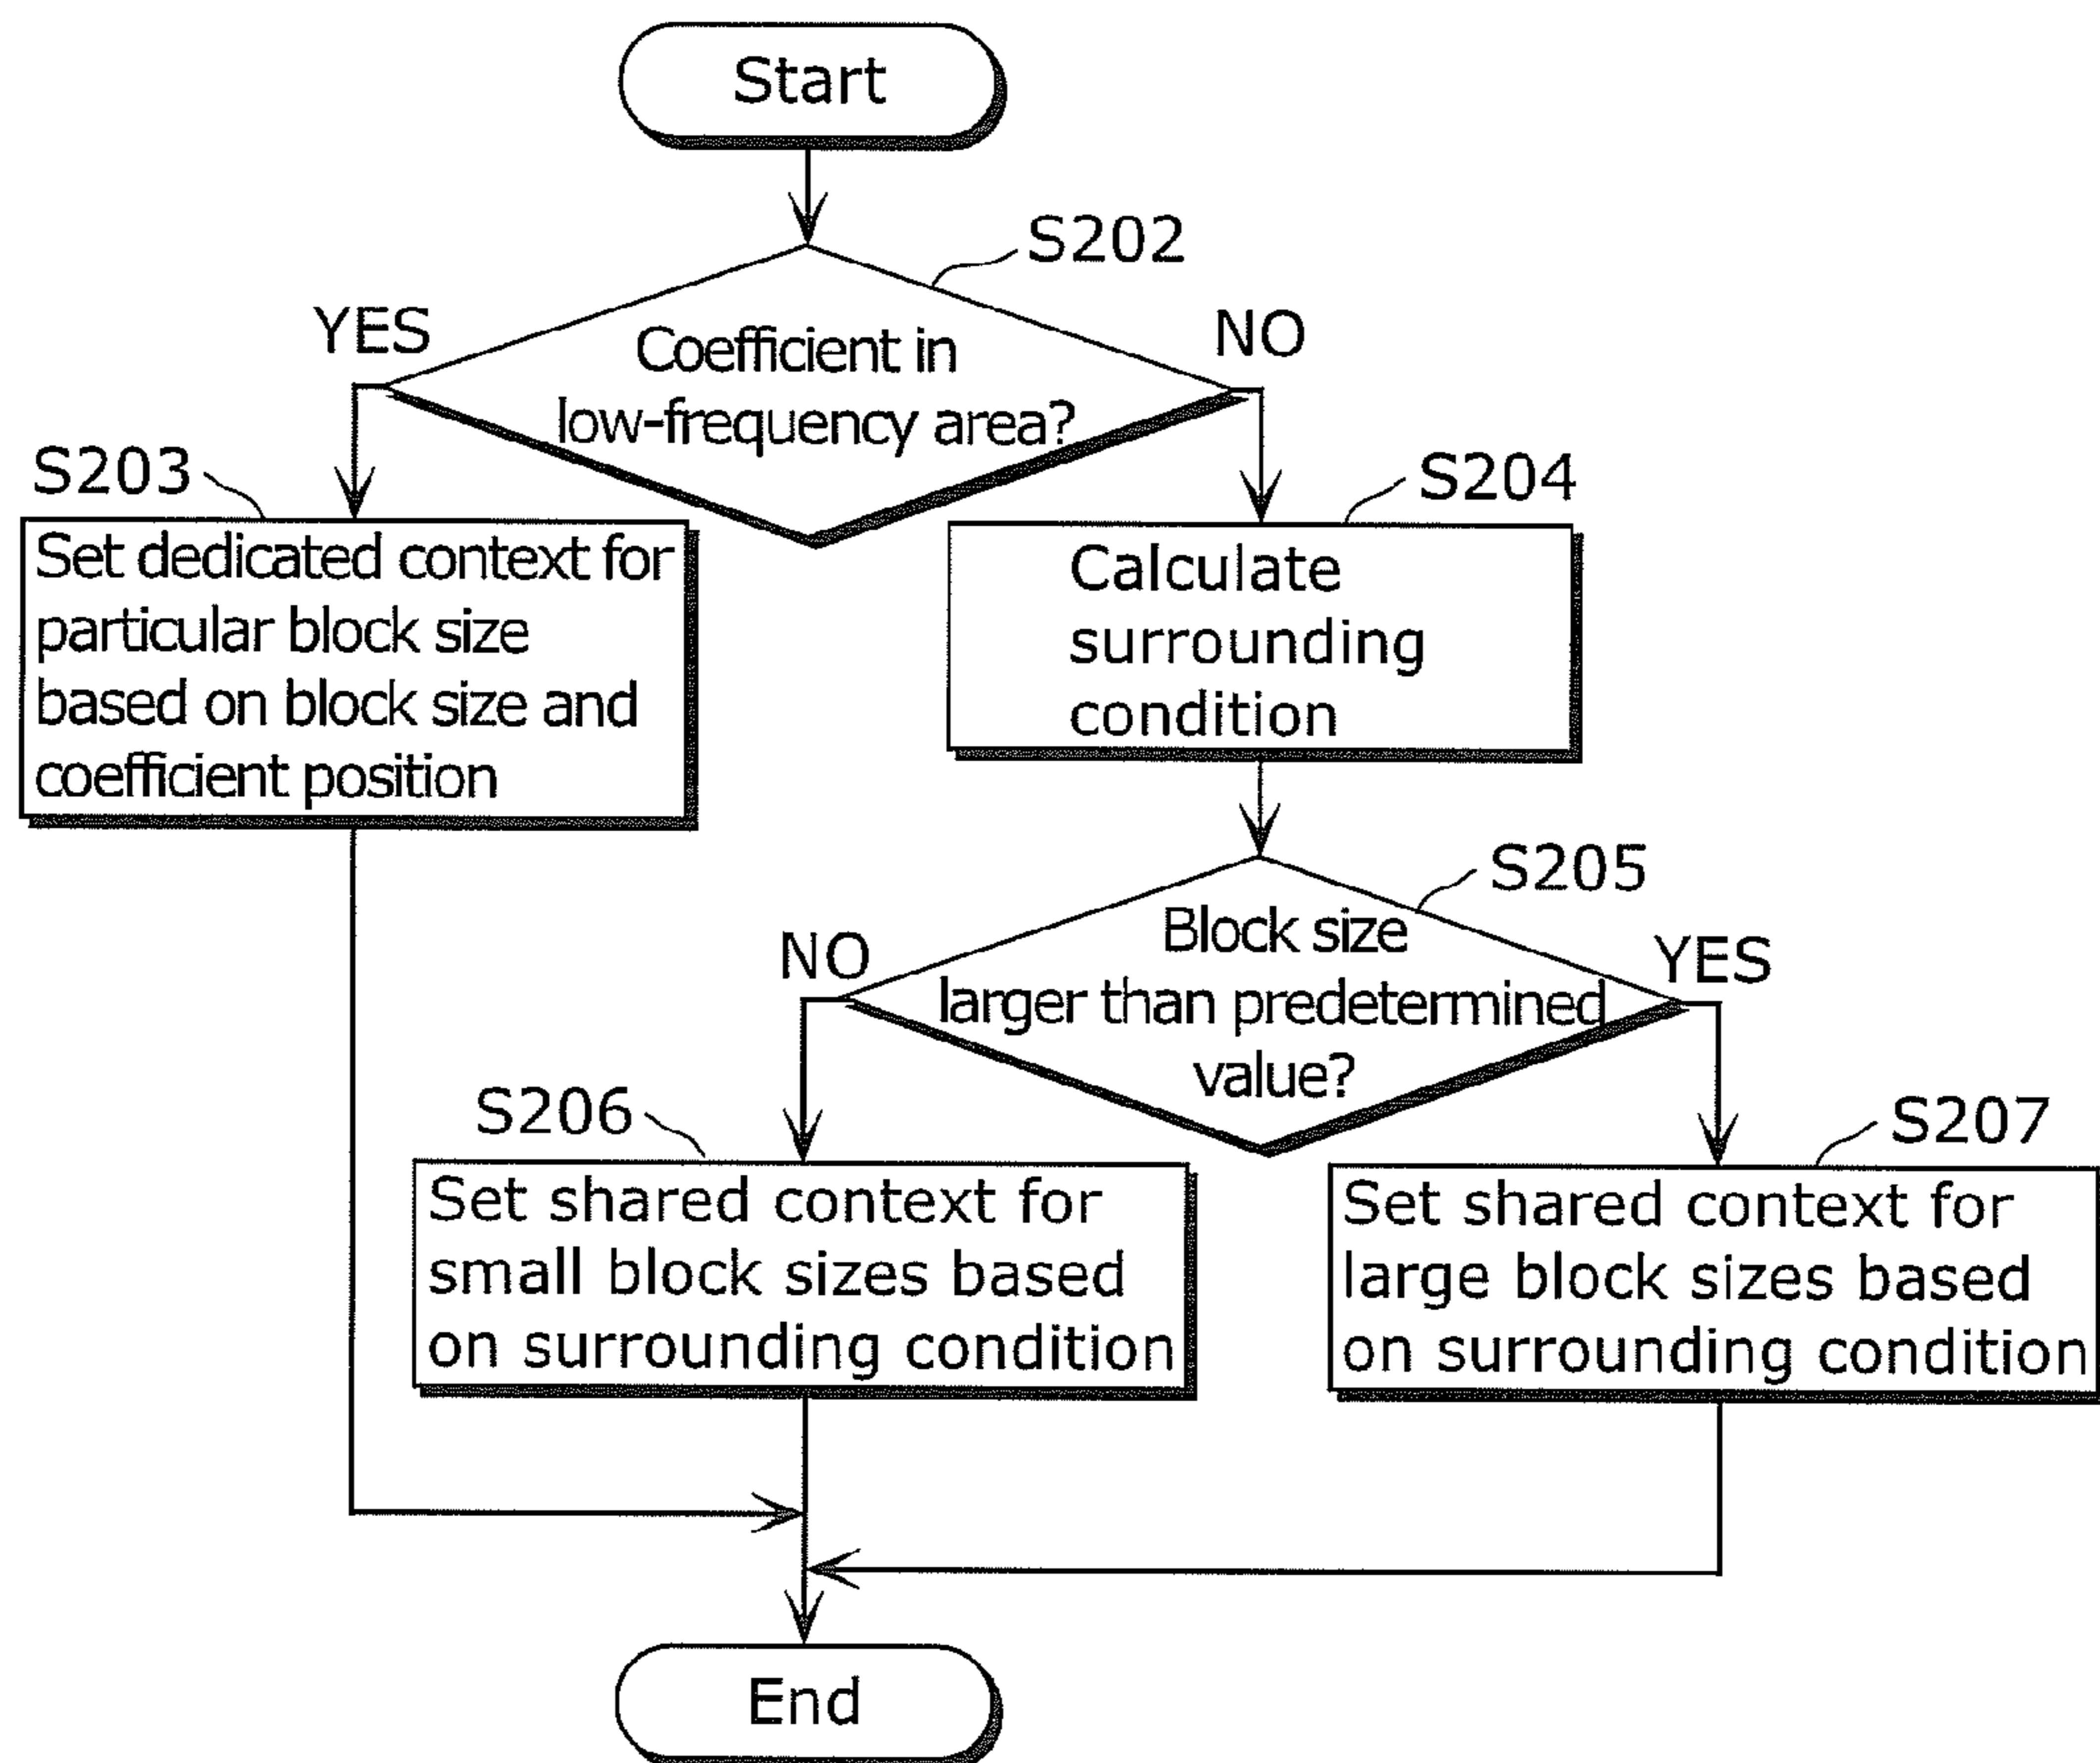 Start
S202
YES
NO
Coefficient in
low-frequency area?
S203
S204
Set dedicated context for
particular block size
based on block size and
coefficient position
Calculate
surrounding
condition
S205
NO
YES
Block size
larger than predetermined
value?
S206
S207
Set shared context for
small block sizes based
on surrounding condition
Set shared context for
large block sizes based
on surrounding condition
End